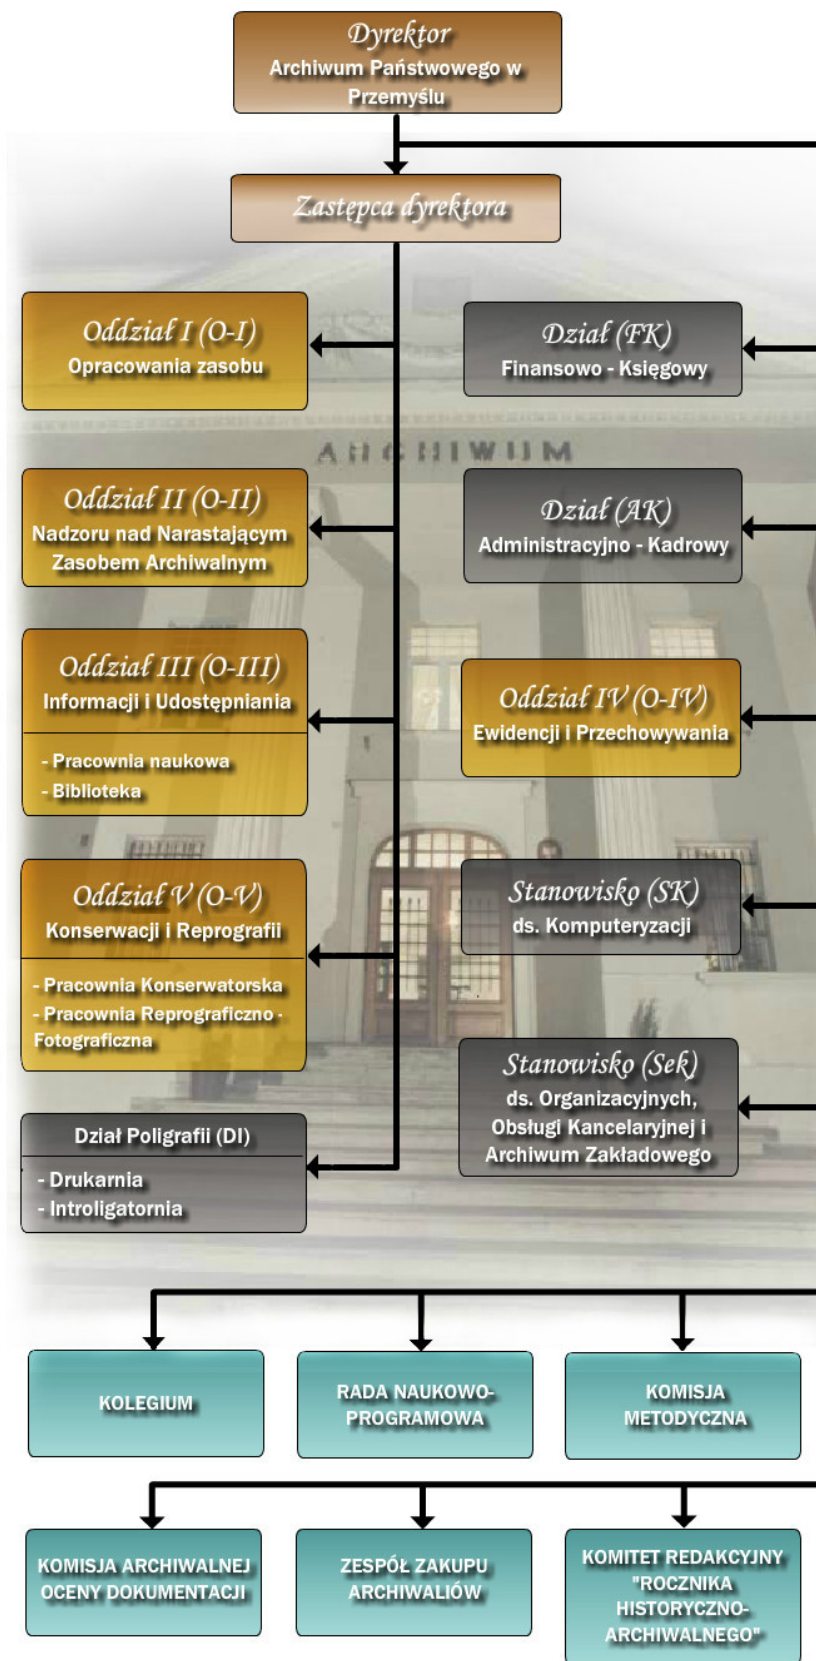 Dyrektor
Archiwum Państwowego w
Przemyślu
Zastępca dyrektora
Oddział I (O-I)
Opracowania zasobu
Dział (FK)
Finansowo - Księgowy
ARCHIWUM
Oddział II (O-II)
Nadzoru nad Narastającym
Zasobem Archiwalnym
Dział (AK)
Administracyjno - Kadrowy
Oddział III (O-III)
Informacji i Udostępniania
- Pracownia naukowa
- Biblioteka
Oddział IV (O-IV)
Ewidencji i Przechowywania
Oddział V (O-V)
Konserwacji i Reprografii
- Pracownia Konserwatorska
- Pracownia Reprograficzno -
Fotograficzna
Stanowisko (SK)
ds. Komputeryzacji
Stanowisko (Sek)
ds. Organizacyjnych,
Obsługi Kancelaryjnej i
Archiwum Zakładowego
Dział Poligrafii (DI)
- Drukarnia
- Introligatornia
KOLEGIUM
RADA NAUKOWO-
PROGRAMOWA
KOMISJA
METODYCZNA
KOMISJA ARCHIWALNEJ
OCENY DOKUMENTACJI
ZESPÓŁ ZAKUPU
ARCHIWALIÓW
KOMITET REDAKCYJNY
"ROCZNIKA
HISTORYCZNO-
ARCHIWALNEGO"